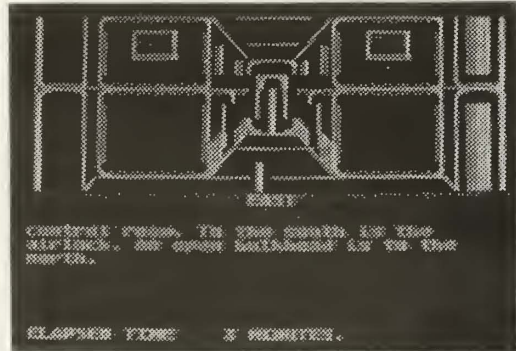 control room. To the south is the
airlock. An open bulkhead is to the
north.
ELAPSED TIME 3 MINUTES.